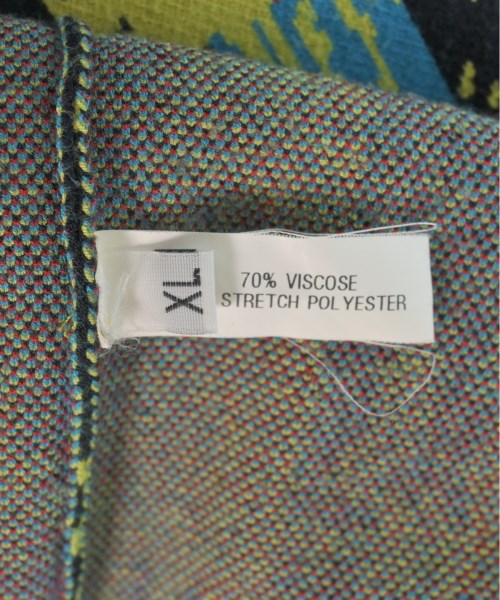 XL
70% VISCOSE
STRETCH POLYESTER